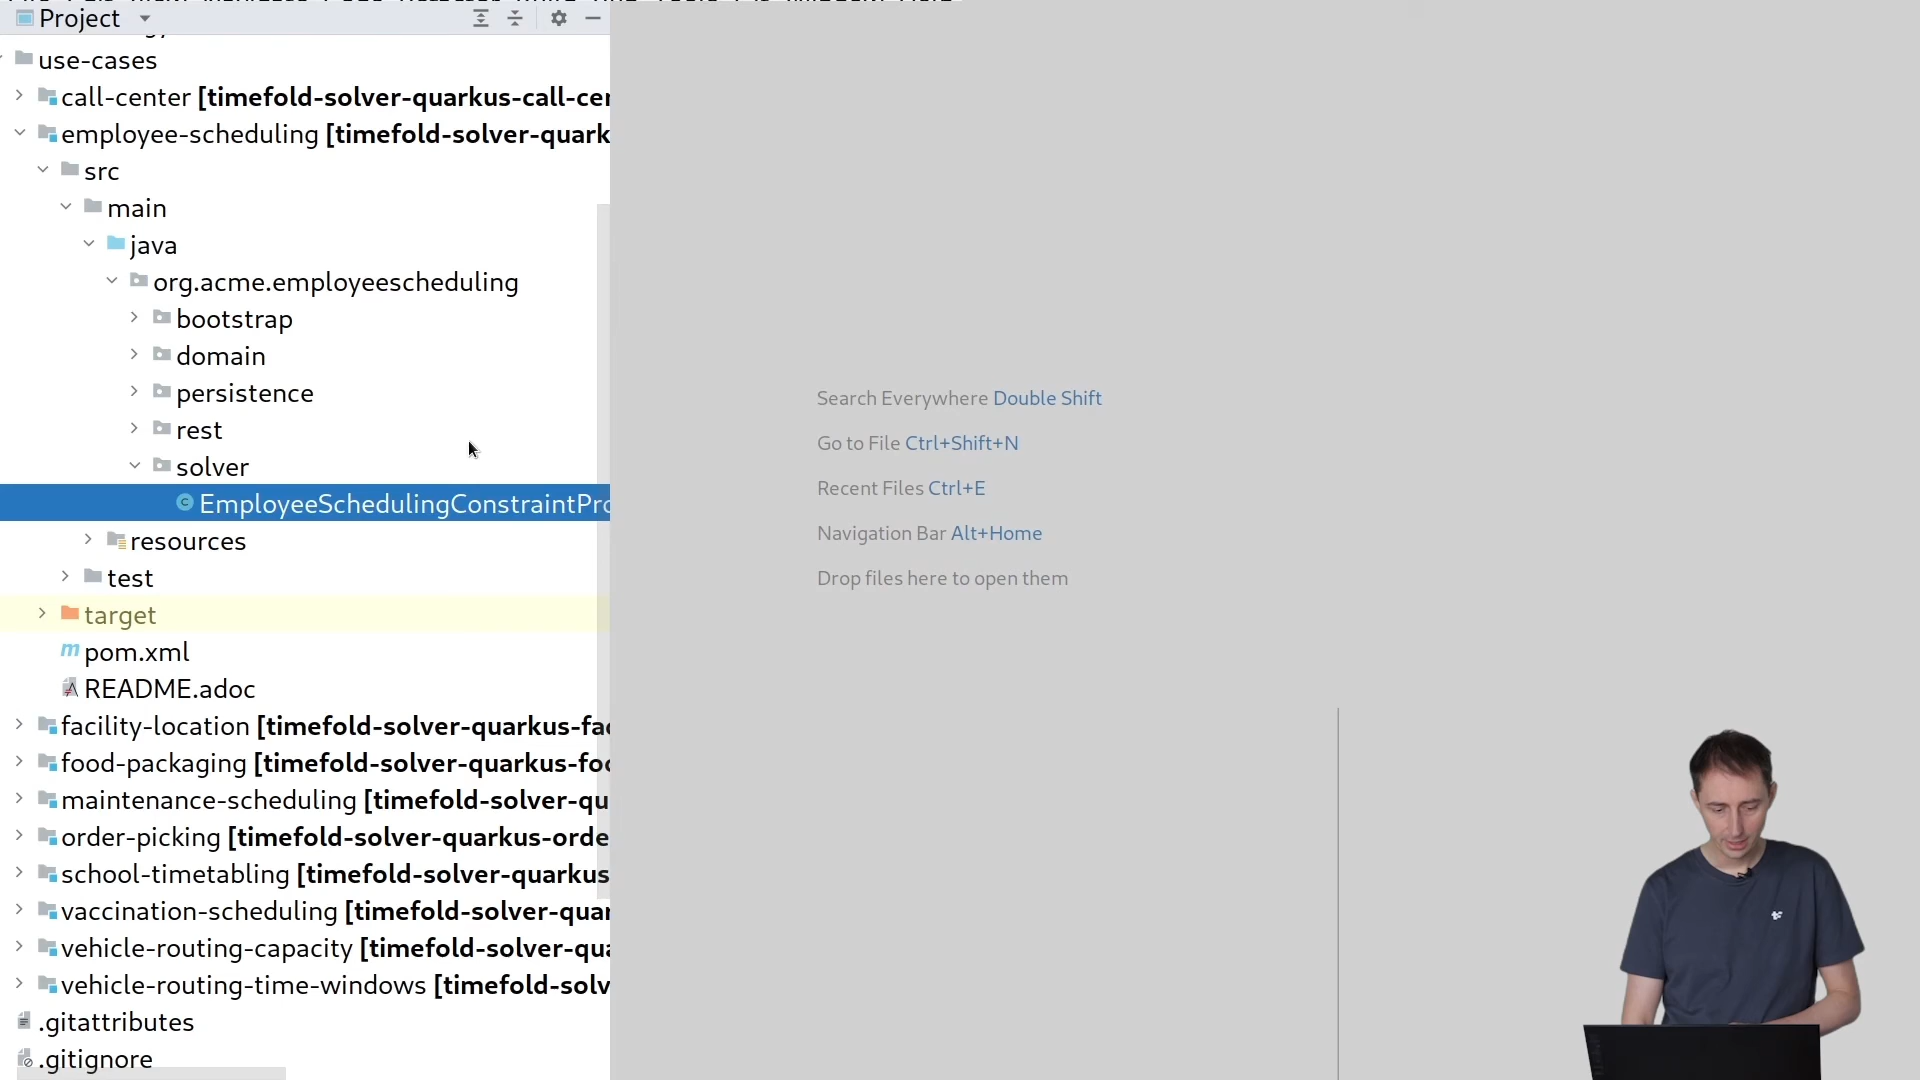 Project
use-cases
call-center [timefold-solver-quarkus-call-cer
employee-scheduling [timefold-solver-quark
src
main
java
org.acme.employeescheduling
bootstrap
domain
persistence
rest
solver
EmployeeSchedulingConstraintPro
resources
test
target
pom.xml
README.adoc
facility-location [timefold-solver-quarkus-fac
food-packaging [timefold-solver-quarkus-foo
maintenance-scheduling [timefold-solver-qu
order-picking [timefold-solver-quarkus-orde
school-timetabling [timefold-solver-quarkus
vaccination-scheduling [timefold-solver-quar
vehicle-routing-capacity [timefold-solver-qua
vehicle-routing-time-windows [timefold-solv
.gitattributes
.gitignore
Search Everywhere Double Shift
Go to File Ctrl+Shift+N
Recent Files Ctrl+E
Navigation Bar Alt+Home
Drop files here to open them